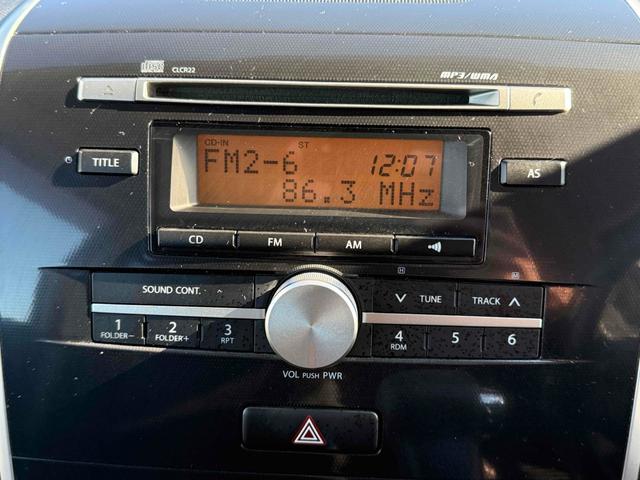 CLCR22
MP3/WMA
TITLE
CD-IN ST
FM2-6 12:07
86.3 MHz
AS
CD FM AM
SOUND CONT.
TUNE TRACK
1 2 3 4 5 6
FOLDER- FOLDER+ RPT RDM
VOL PUSH PWR